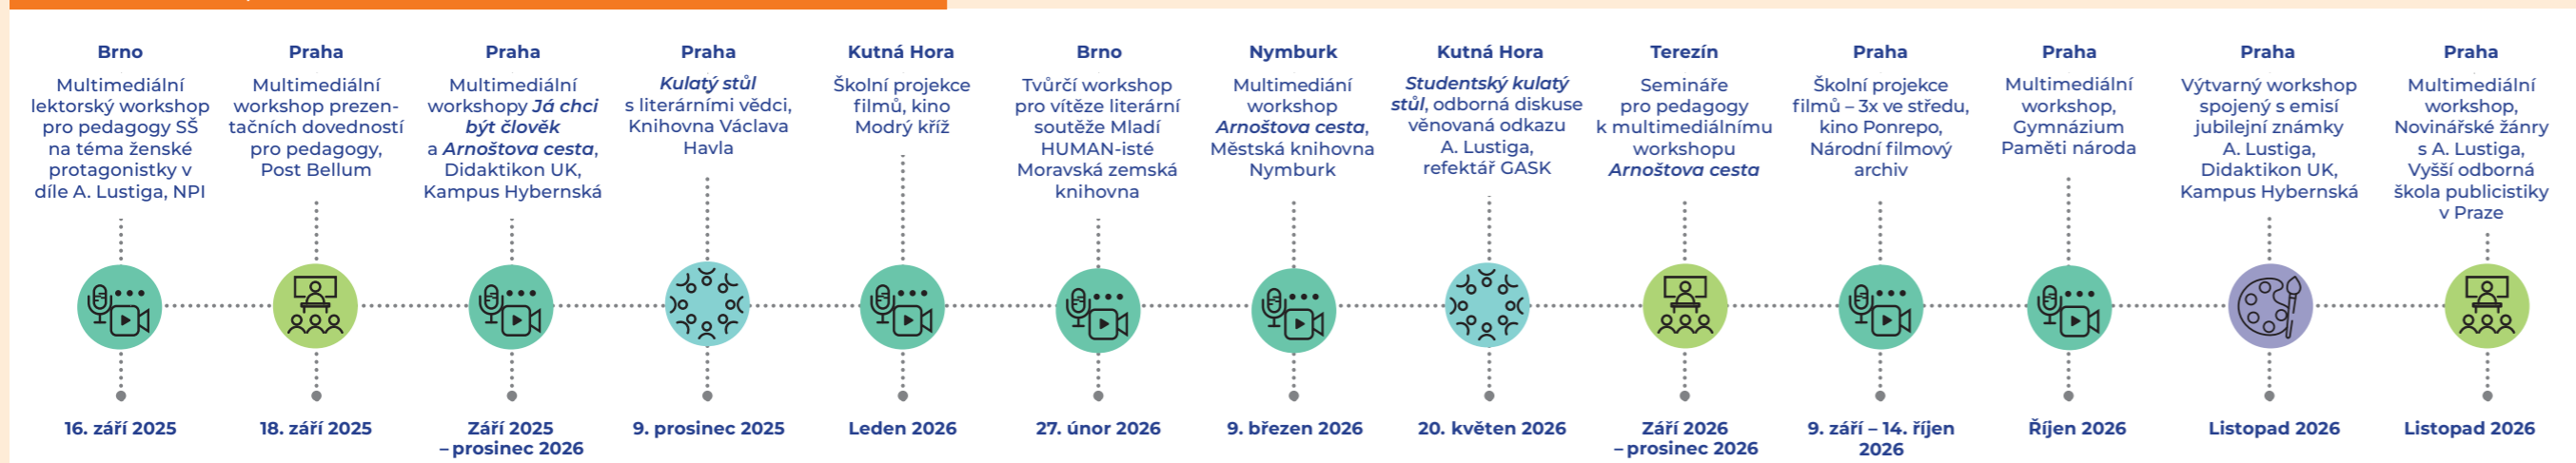 Brno
Multimediální
lektorský workshop
pro pedagogy SŠ
na téma ženské
protagonistky v
díle A. Lustiga, NPI
16. září 2025
Praha
Multimediální
workshop prezen-
tačních dovedností
pro pedagogy,
Post Bellum
18. září 2025
Praha
Multimediální
workshopy Já chci
být člověk
a Arnoštova cesta,
Didaktikon UK,
Kampus Hybernská
Září 2025
– prosinec 2026
Praha
Kulatý stůl
s literárními vědci,
Knihovna Václava
Havla
9. prosinec 2025
Kutná Hora
Školní projekce
filmů, kino
Modrý kříž
Leden 2026
Brno
Tvůrčí workshop
pro vítěze literární
soutěže Mladí
HUMAN-isté
Moravská zemská
knihovna
27. únor 2026
Nymburk
Multimediání
workshop
Arnoštova cesta,
Městská knihovna
Nymburk
9. březen 2026
Kutná Hora
Studentský kulatý
stůl, odborná diskuse
věnovaná odkazu
A. Lustiga,
refektář GASK
20. květen 2026
Terezín
Semináře
pro pedagogy
k multimediálnímu
workshopu
Arnoštova cesta
Září 2026
– prosinec 2026
Praha
Školní projekce
filmů – 3x ve středu,
kino Ponrepo,
Národní filmový
archiv
9. září – 14. říjen
2026
Praha
Multimediální
workshop,
Gymnázium
Paměti národa
Říjen 2026
Praha
Výtvarný workshop
spojený s emisí
jubilejní známky
A. Lustiga,
Didaktikon UK,
Kampus Hybernská
Listopad 2026
Praha
Multimediální
workshop,
Novinářské žánry
s A. Lustiga,
Vyšší odborná
škola publicistiky
v Praze
Listopad 2026